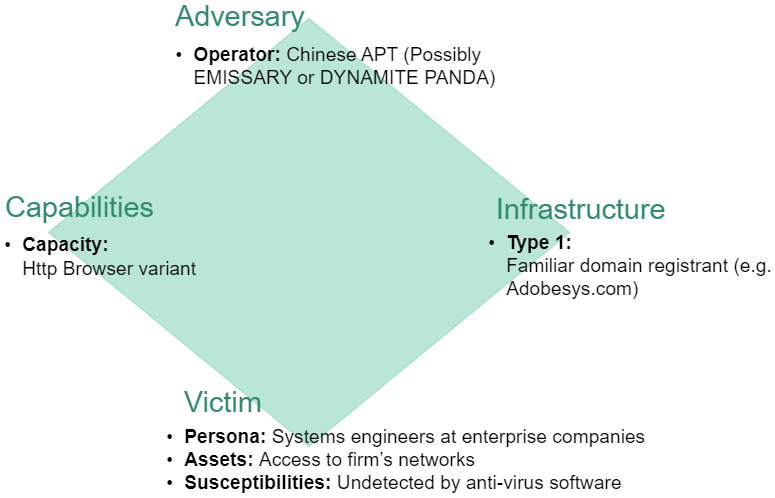 Adversary
• Operator: Chinese APT (Possibly
EMISSARY or DYNAMITE PANDA)
Capabilities
• Capacity:
Http Browser variant
Infrastructure
• Type 1:
Familiar domain registrant (e.g.
Adobesys.com)
Victim
• Persona: Systems engineers at enterprise companies
• Assets: Access to firm's networks
• Susceptibilities: Undetected by anti-virus software